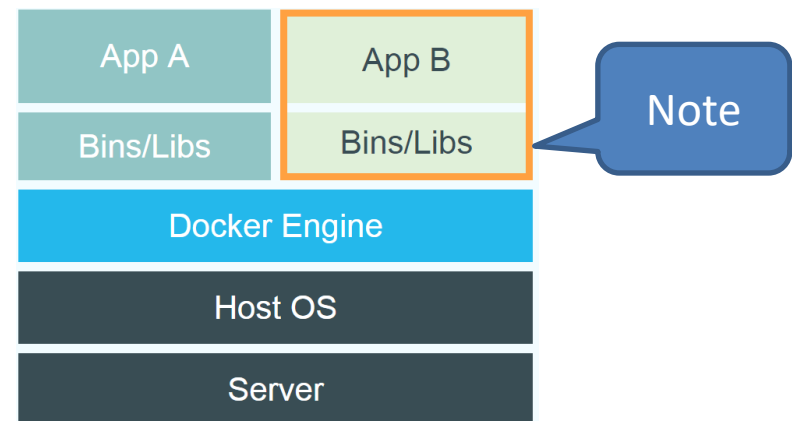 App A
App B
Note
Bins/Libs
Bins/Libs
Docker Engine
Host OS
Server